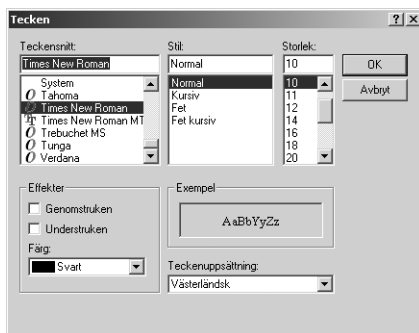 Tecken
Teckensnitt:
Times New Roman
System
Tahoma
Times New Roman
Times New Roman MT
Trebuchet MS
Tunga
Verdana
Stil:
Normal
Normal
Kursiv
Fet
Fet kursiv
Storlek:
10
10
11
12
14
16
18
20
OK
Avbryt
Effekter
Genomstruken
Understruken
Färg:
Svart
Exempel
AaBbYyZz
Teckenuppsättning:
Västerländsk